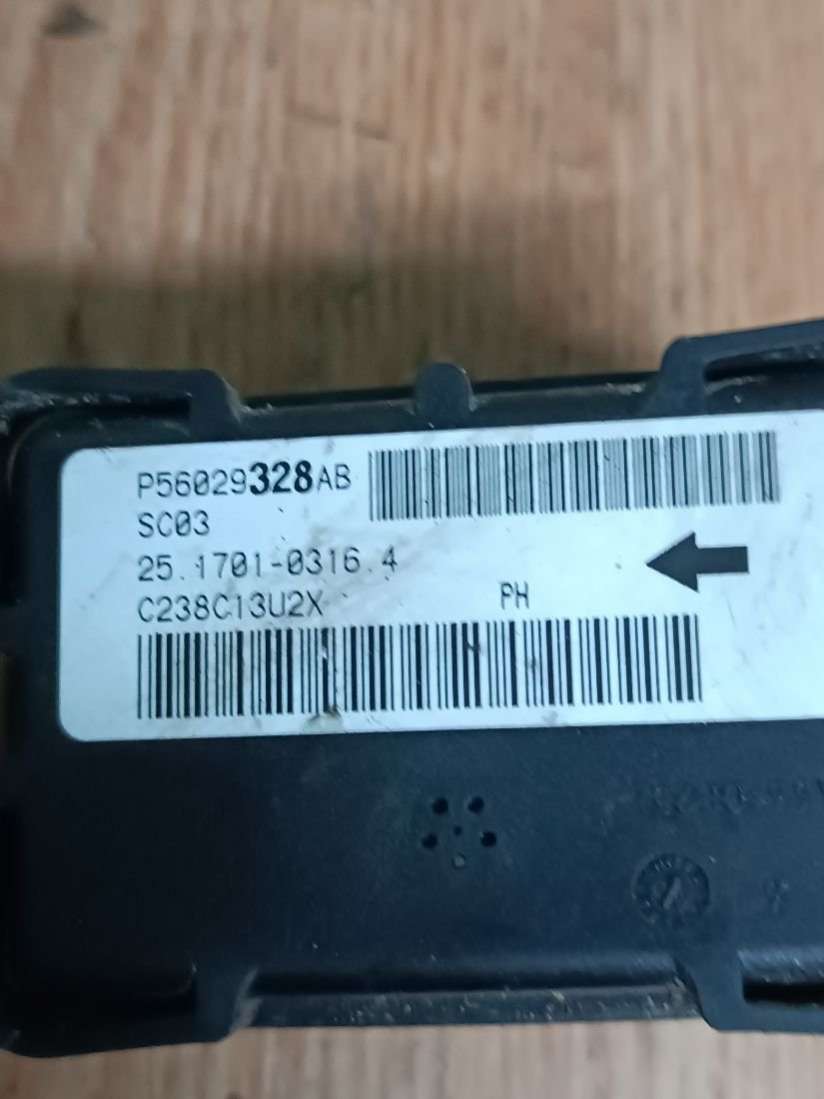 P56029328AB
SC03
25.1701-0316.4
C238C13U2X PH